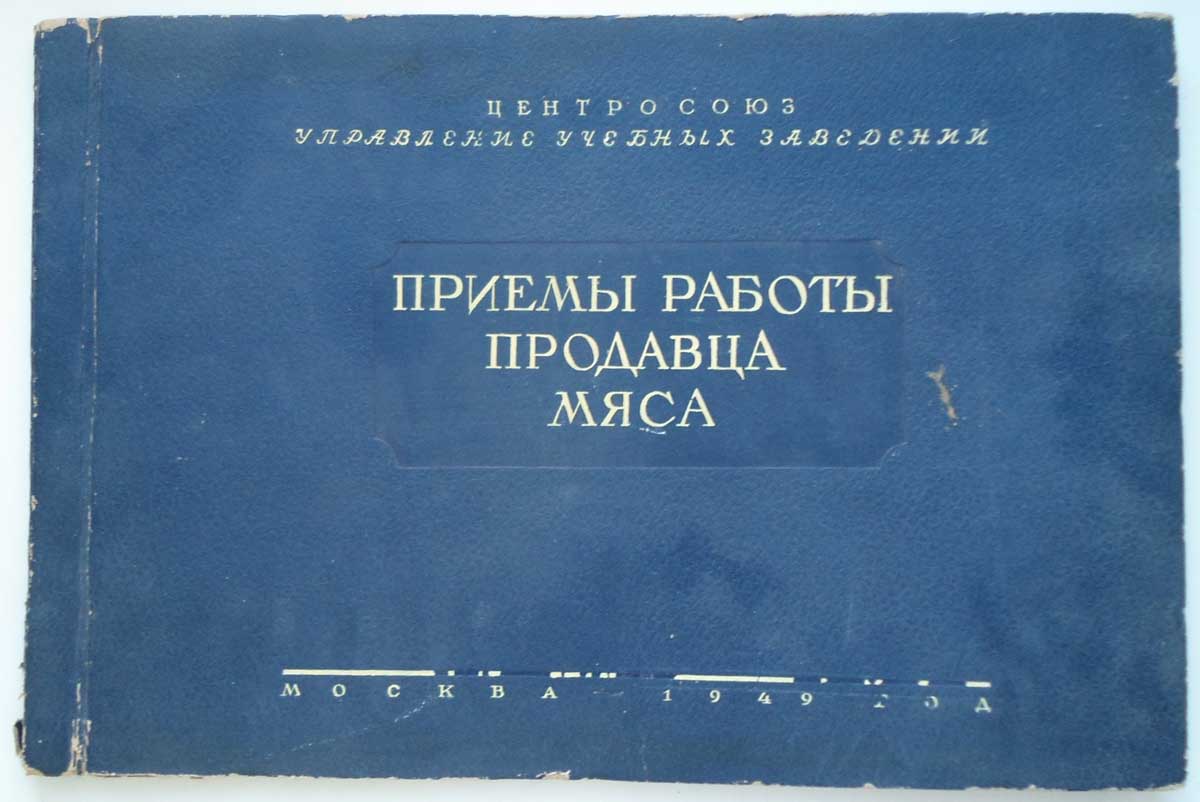 ЦЕНТРОСОЮЗ
УПРАВЛЕНИЕ УЧЕБНЫХ ЗАВЕДЕНИЙ
ПРИЕМЫ РАБОТЫ
ПРОДАВЦА
МЯСА
МОСКВА - 1949 ГОД